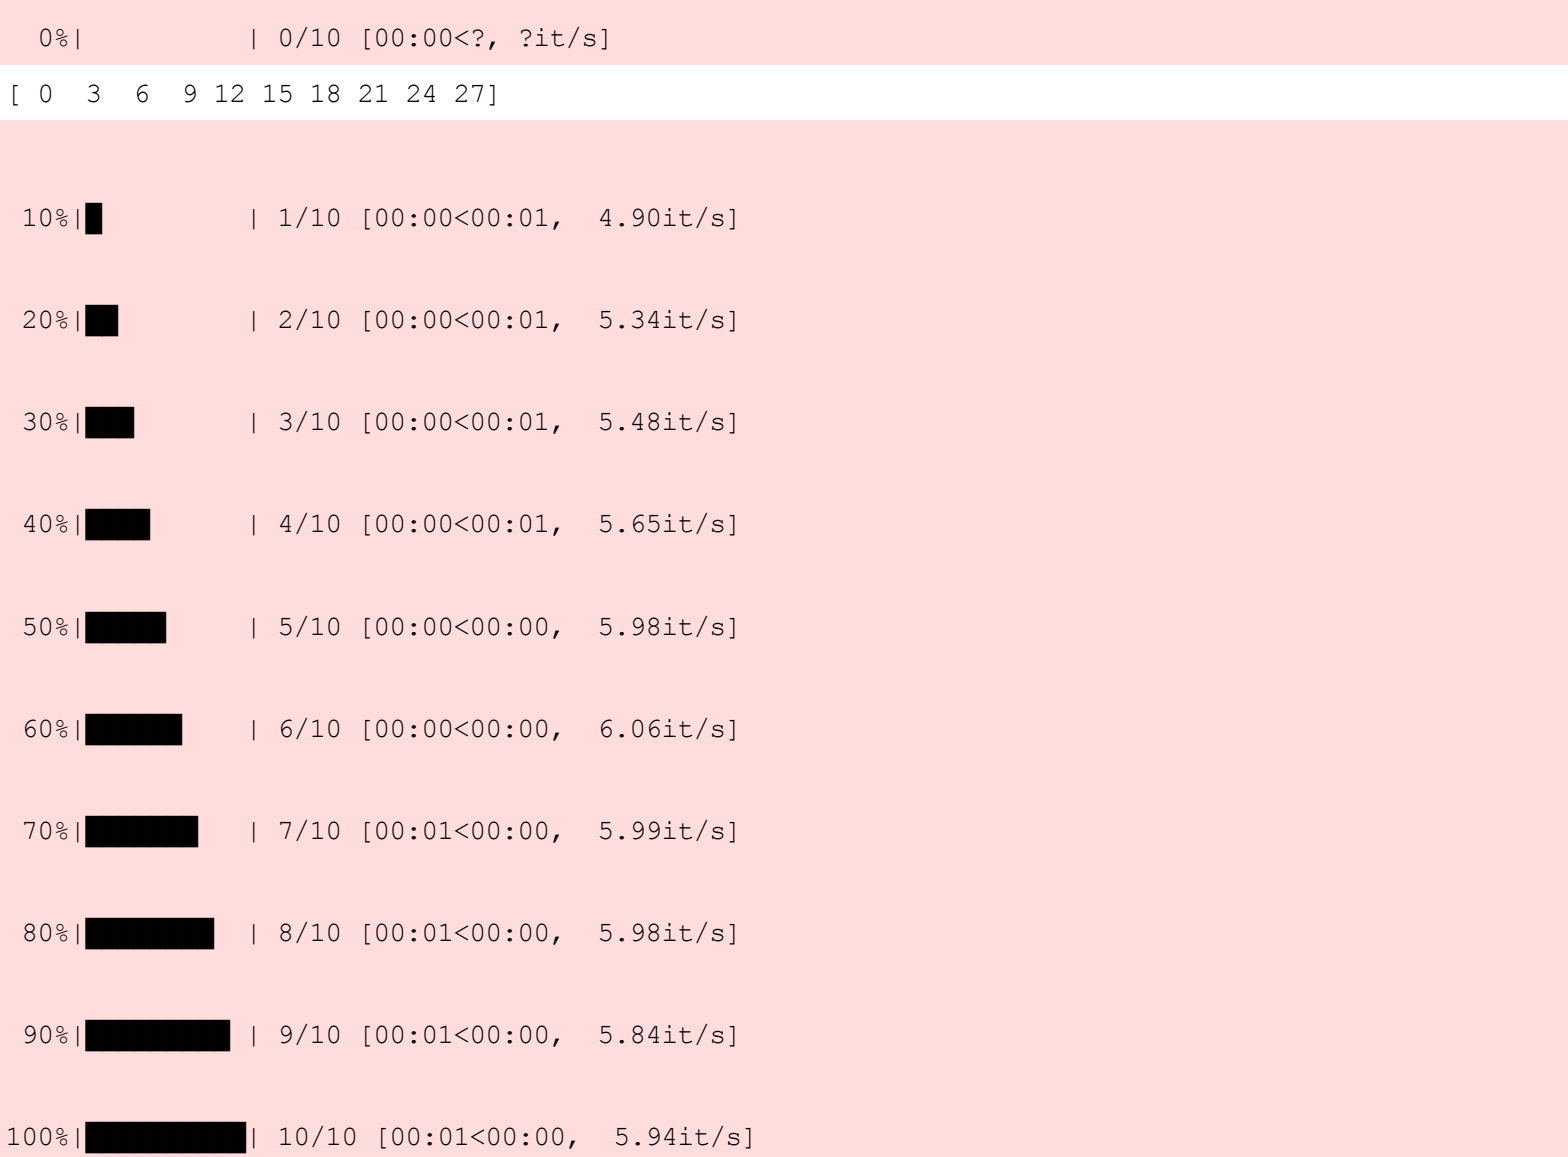 0%|          | 0/10 [00:00<?, ?it/s]
[ 0  3  6  9 12 15 18 21 24 27]
 10%|█         | 1/10 [00:00<00:01,  4.90it/s]
 20%|██        | 2/10 [00:00<00:01,  5.34it/s]
 30%|███       | 3/10 [00:00<00:01,  5.48it/s]
 40%|████      | 4/10 [00:00<00:01,  5.65it/s]
 50%|█████     | 5/10 [00:00<00:00,  5.98it/s]
 60%|██████    | 6/10 [00:00<00:00,  6.06it/s]
 70%|███████   | 7/10 [00:01<00:00,  5.99it/s]
 80%|████████  | 8/10 [00:01<00:00,  5.98it/s]
 90%|█████████ | 9/10 [00:01<00:00,  5.84it/s]
100%|██████████| 10/10 [00:01<00:00,  5.94it/s]